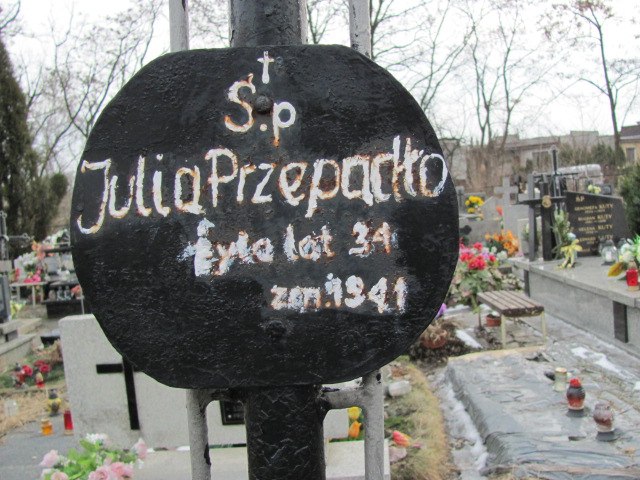 Ś.p
Julia Przepadło
żyła lat 34
zm. 1941